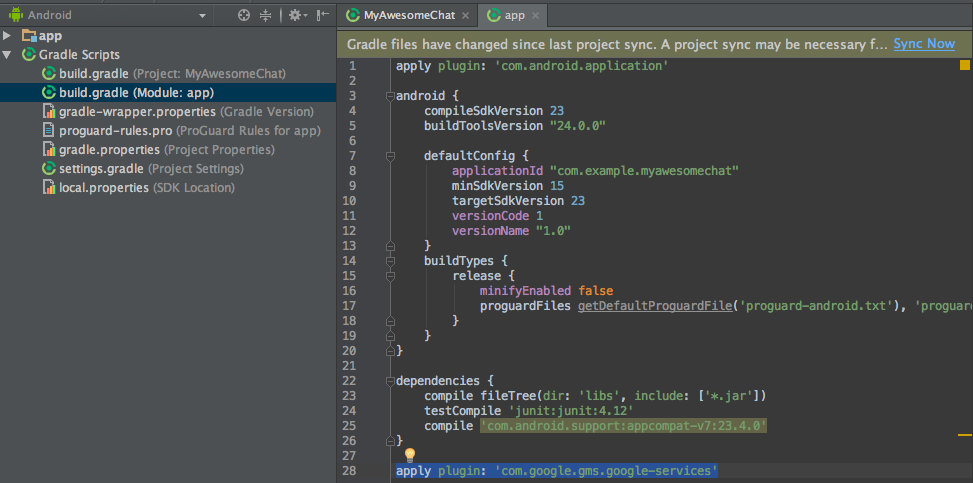 Android
MyAwesomeChat
app
app
Gradle Scripts
build.gradle (Project: MyAwesomeChat)
build.gradle (Module: app)
gradle-wrapper.properties (Gradle Version)
proguard-rules.pro (ProGuard Rules for app)
gradle.properties (Project Properties)
settings.gradle (Project Settings)
local.properties (SDK Location)
Gradle files have changed since last project sync. A project sync may be necessary f... Sync Now
1 apply plugin: 'com.android.application'
2
3 android {
4 compileSdkVersion 23
5 buildToolsVersion "24.0.0"
6
7 defaultConfig {
8 applicationId "com.example.myawesomechat"
9 minSdkVersion 15
10 targetSdkVersion 23
11 versionCode 1
12 versionName "1.0"
13 }
14 buildTypes {
15 release {
16 minifyEnabled false
17 proguardFiles getDefaultProguardFile('proguard-android.txt'), 'proguard
18 }
19 }
20 }
21
22 dependencies {
23 compile fileTree(dir: 'libs', include: ['*.jar'])
24 testCompile 'junit:junit:4.12'
25 compile 'com.android.support:appcompat-v7:23.4.0'
26 }
27
28 apply plugin: 'com.google.gms.google-services'